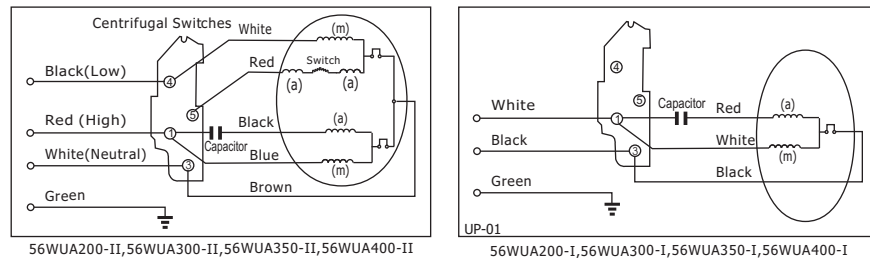 Centrifugal Switches
White
(m)
Black(Low)
4
Red
Switch
(a)
(a)
5
Red (High)
1
Black
(a)
Capacitor
White(Neutral)
3
Blue
(m)
Brown
Green
56WUA200-II,56WUA300-II,56WUA350-II,56WUA400-II
4
5
White
1
Capacitor
Red
(a)
Black
3
White
(m)
Black
Green
UP-01
56WUA200-I,56WUA300-I,56WUA350-I,56WUA400-I